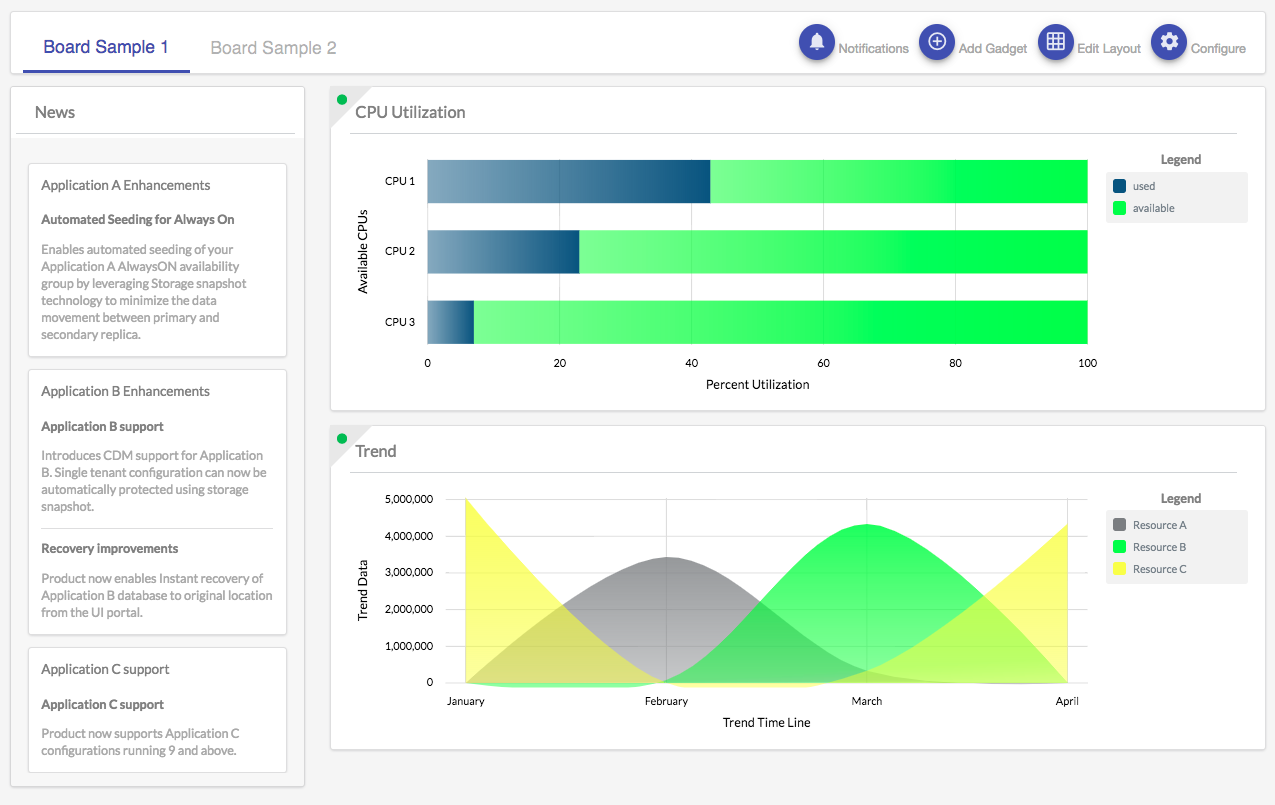 Board Sample 1
Board Sample 2
Notifications
Add Gadget
Edit Layout
Configure
News
Application A Enhancements
Automated Seeding for Always On
Enables automated seeding of your
Application A AlwaysON availability
group by leveraging Storage snapshot
technology to minimize the data
movement between primary and
secondary replica.
Application B Enhancements
Application B support
Introduces CDM support for Application
B. Single tenant configuration can now be
automatically protected using storage
snapshot.
Recovery improvements
Product now enables Instant recovery of
Application B database to original location
from the UI portal.
Application C support
Application C support
Product now supports Application C
configurations running 9 and above.
CPU Utilization
Available CPUs
CPU 1
CPU 2
CPU 3
0
20
40
60
80
100
Percent Utilization
Legend
used
available
Trend
Trend Data
5,000,000
4,000,000
3,000,000
2,000,000
1,000,000
0
January
February
March
April
Trend Time Line
Legend
Resource A
Resource B
Resource C